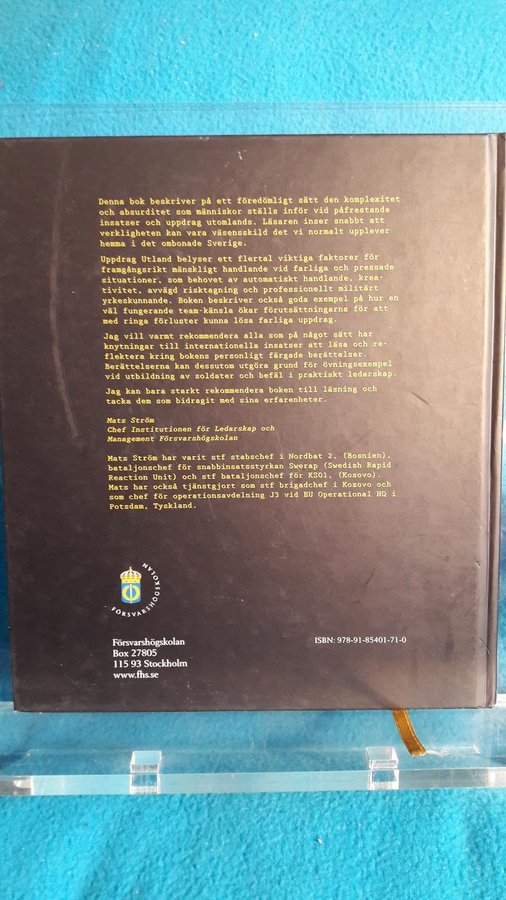 Denna bok beskriver på ett föredömligt sätt den komplexitet
och absurditet som människor ställs inför vid påfrestande
insatser och uppdrag utomlands. Läsaren inser snabbt att
verkligheten kan vara väsensskild det vi normalt upplever
hemma i det ombonade Sverige.
Uppdrag Utland belyser ett flertal viktiga faktorer för
framgångsrikt mänskligt handlande vid farliga och pressade
situationer, som behovet av automatiskt handlande, krea-
tivitet, avvägd risktagning och professionellt militärt
yrkeskunnande. Boken beskriver också goda exempel på hur en
väl fungerande team-känsla ökar förutsättningarna för att
med ringa förluster kunna lösa farliga uppdrag.
Jag vill varmt rekommendera alla som på något sätt har
knytningar till internationella insatser att läsa och re-
flektera kring bokens personligt färgade berättelser.
Berättelserna kan dessutom utgöra grund för övningsexempel
vid utbildning av soldater och befäl i praktiskt ledarskap.
Jag kan bara starkt rekommendera boken till läsning och
tacka dem som bidragit med sina erfarenheter.
Mats Ström
Chef Institutionen för Ledarskap och
Management Försvarshögskolan
Mats Ström har varit stf stabschef i Nordbat 2, (Bosnien),
bataljonschef för snabbinsatsstyrkan Swerap (Swedish Rapid
Reaction Unit) och stf bataljonschef för KS01, (Kosovo).
Mats har också tjänstgjort som stf brigadchef i Kosovo och
som chef för operationsavdelning J3 vid EU Operational HQ i
Potsdam, Tyskland.
FÖRSVARSHÖGSKOLAN
Försvarshögskolan
Box 27805
115 93 Stockholm
www.fhs.se
ISBN: 978-91-85401-71-0